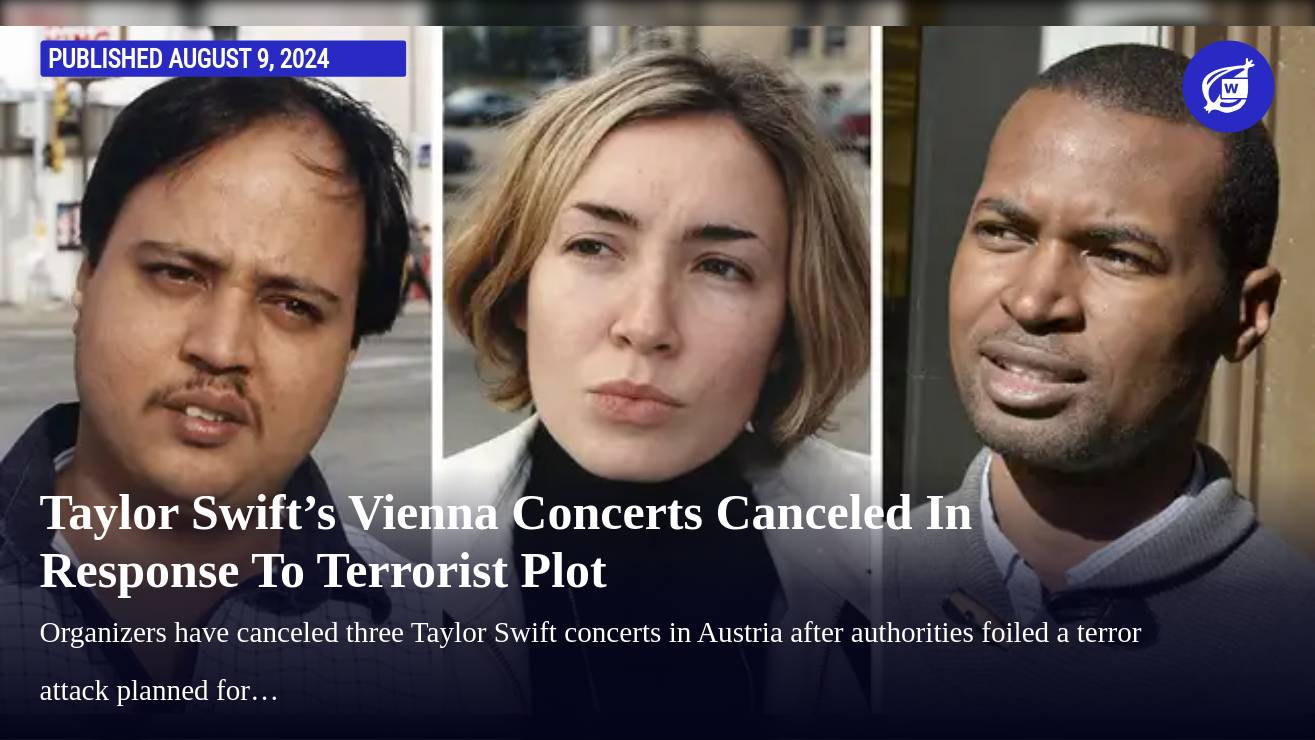 PUBLISHED AUGUST 9, 2024
W
Taylor Swift’s Vienna Concerts Canceled In
Response To Terrorist Plot
Organizers have canceled three Taylor Swift concerts in Austria after authorities foiled a terror
attack planned for…